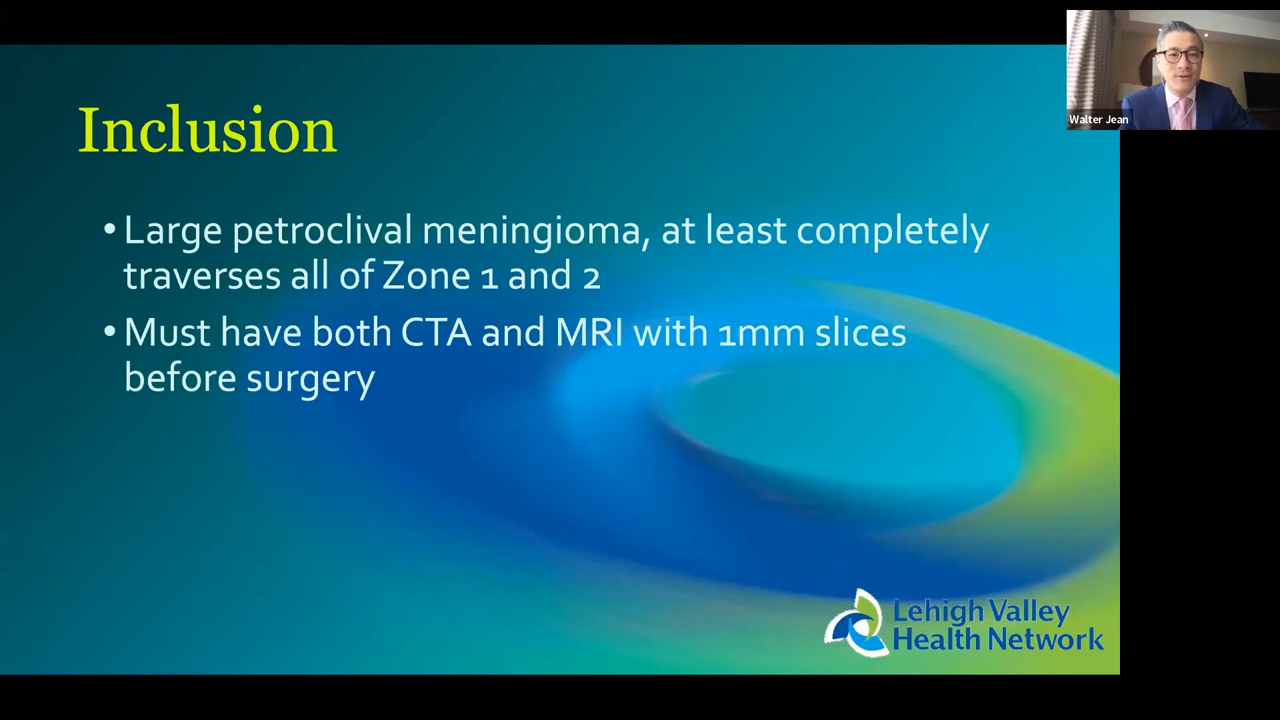 Inclusion
• Large petroclival meningioma, at least completely
traverses all of Zone 1 and 2
• Must have both CTA and MRI with 1mm slices
before surgery
Walter Jean
Lehigh Valley
Health Network